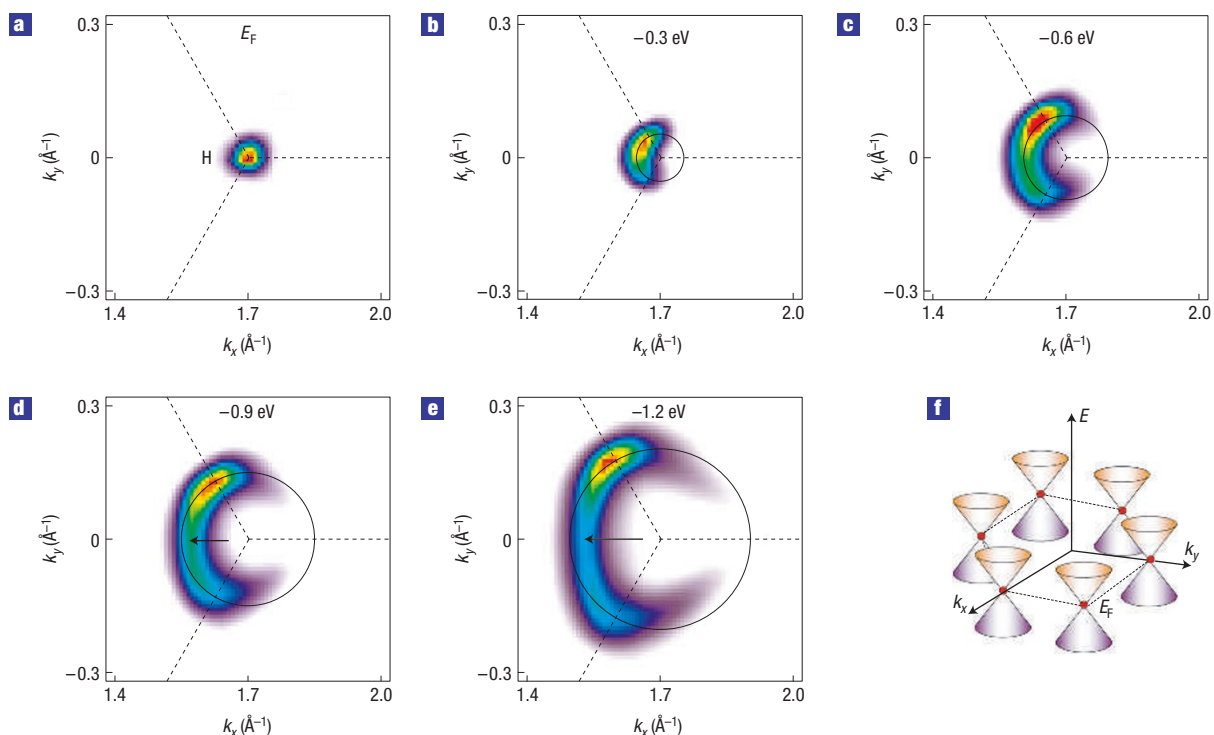 a
E_F
0.3
0
−0.3
H
1.4
1.7
2.0
k_y (Å⁻¹)
k_x (Å⁻¹)
b
−0.3 eV
0.3
0
−0.3
1.4
1.7
2.0
k_y (Å⁻¹)
k_x (Å⁻¹)
c
−0.6 eV
0.3
0
−0.3
1.4
1.7
2.0
k_y (Å⁻¹)
k_x (Å⁻¹)
d
−0.9 eV
0.3
0
−0.3
1.4
1.7
2.0
k_y (Å⁻¹)
k_x (Å⁻¹)
e
−1.2 eV
0.3
0
−0.3
1.4
1.7
2.0
k_y (Å⁻¹)
k_x (Å⁻¹)
f
E
k_y
k_x
E_F